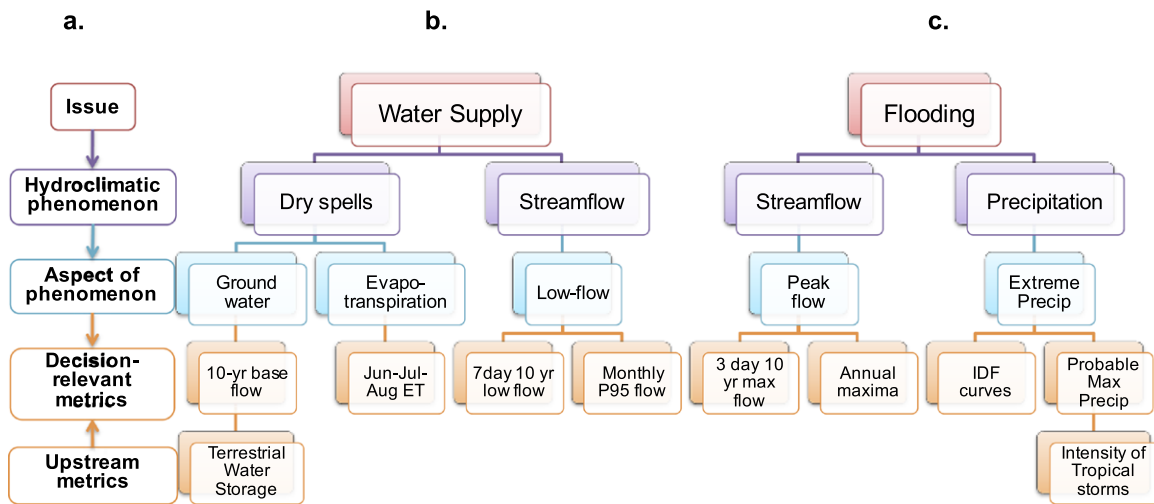 a.
b.
c.
Issue
Water Supply
Flooding
Hydroclimatic
phenomenon
Dry spells
Streamflow
Streamflow
Precipitation
Aspect of
phenomenon
Ground
water
Evapo-
transpiration
Low-flow
Peak
flow
Extreme
Precip
Decision-
relevant
metrics
10-yr base
flow
Jun-Jul-
Aug ET
7day 10 yr
low flow
Monthly
P95 flow
3 day 10
yr max
flow
Annual
maxima
IDF
curves
Probable
Max
Precip
Upstream
metrics
Terrestrial
Water
Storage
Intensity of
Tropical
storms